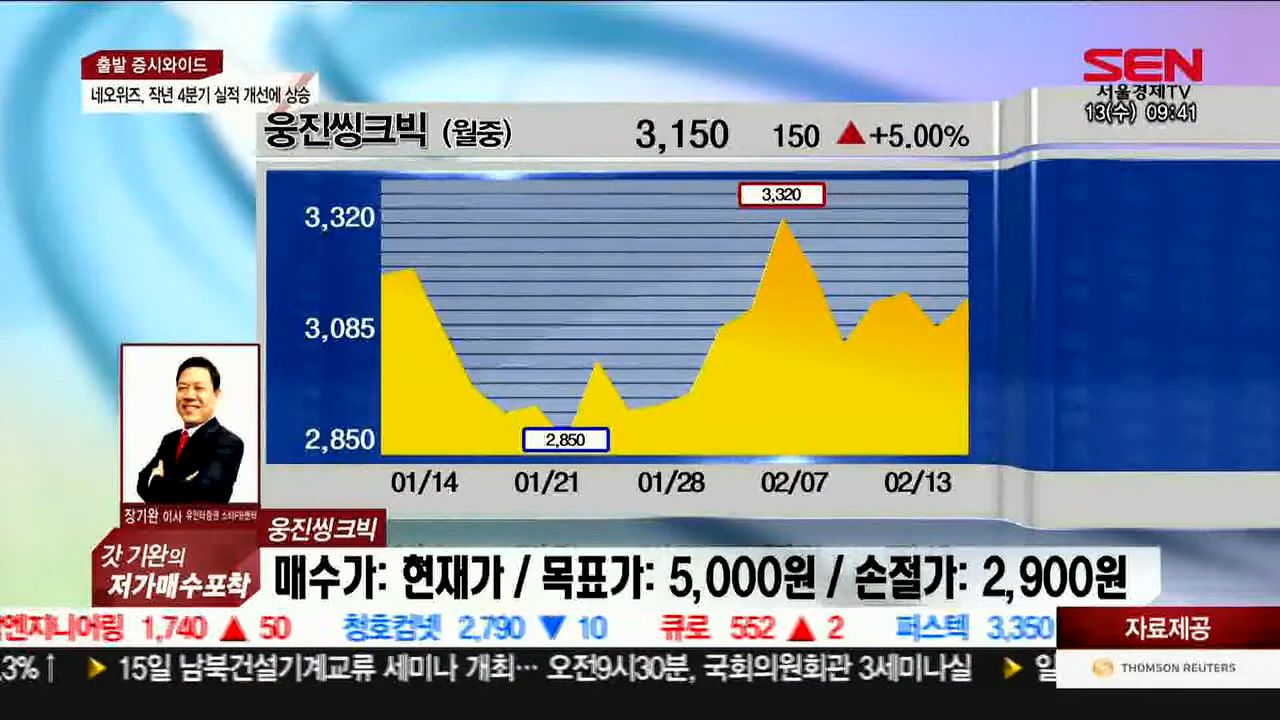 출발 증시와이드
네오위즈, 작년 4분기 실적 개선에 상승
SEN
서울경제TV
13(수) 09:41
웅진씽크빅 (월중) 3,150 150 ▲+5.00%
3,320
3,320
3,085
2,850
2,850
01/14 01/21 01/28 02/07 02/13
장기완 이사 유안타증권
웅진씽크빅
갓 기완의
저가매수포착
매수가: 현재가 / 목표가: 5,000원 / 손절가: 2,900원
엔지니어링 1,740 ▲ 50 청호컴넷 2,790 ▼ 10 큐로 552 ▲ 2 퍼스텍 3,350
자료제공
.3%↑ ▶ 15일 남북건설기계교류 세미나 개최… 오전9시30분, 국회의원회관 3세미나실 ▶
THOMSON REUTERS